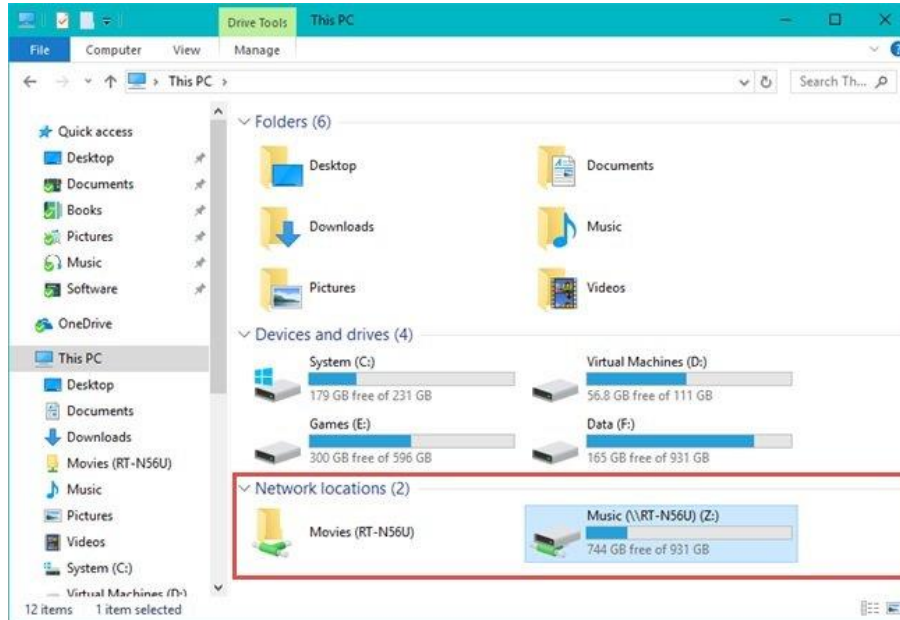 Drive Tools This PC
File Computer View Manage
This PC Search Th...
Quick access
Desktop
Documents
Books
Pictures
Music
Software
OneDrive
This PC
Desktop
Documents
Downloads
Movies (RT-N56U)
Music
Pictures
Videos
System (C:)
Virtual Machines (D:)
Folders (6)
Desktop Documents
Downloads Music
Pictures Videos
Devices and drives (4)
System (C:) Virtual Machines (D:)
179 GB free of 231 GB 56.8 GB free of 111 GB
Games (E:) Data (F:)
300 GB free of 596 GB 165 GB free of 931 GB
Network locations (2)
Movies (RT-N56U) Music (\\RT-N56U) (Z:)
744 GB free of 931 GB
12 items 1 item selected